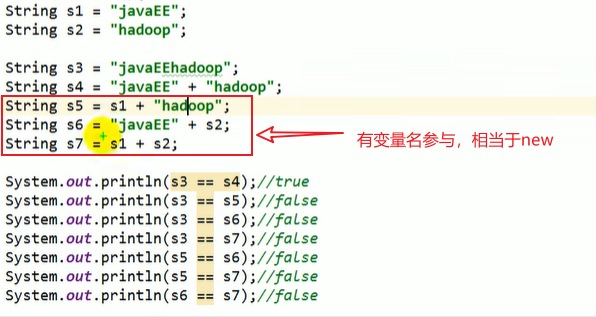 String s1 = "javaEE";
String s2 = "hadoop";
String s3 = "javaEEhadoop";
String s4 = "javaEE" + "hadoop";
String s5 = s1 + "hadoop";
String s6 = "javaEE" + s2;
String s7 = s1 + s2;
有变量名参与，相当于new
System.out.println(s3 == s4);//true
System.out.println(s3 == s5);//false
System.out.println(s3 == s6);//false
System.out.println(s3 == s7);//false
System.out.println(s5 == s6);//false
System.out.println(s5 == s7);//false
System.out.println(s6 == s7);//false